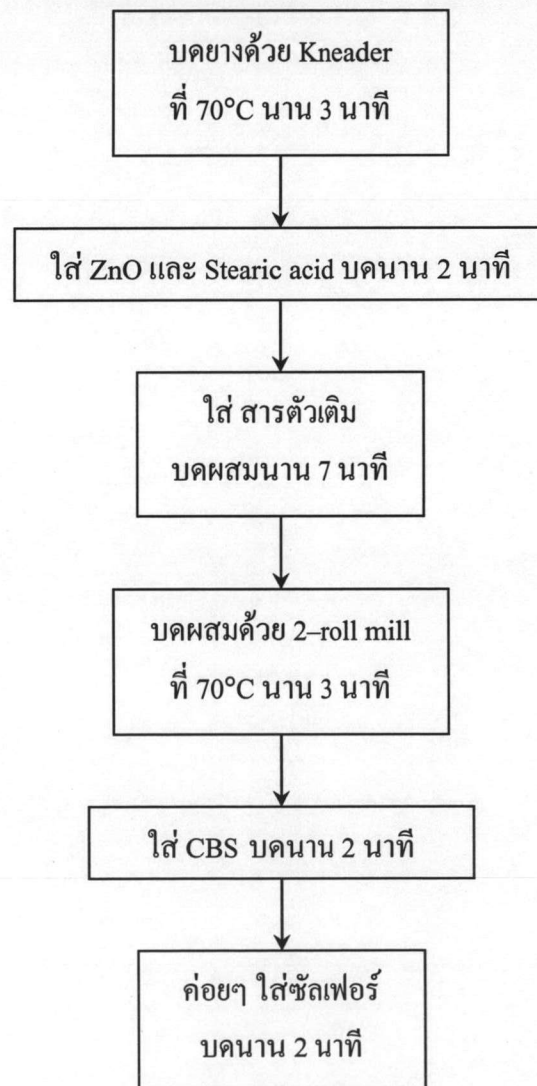 บดยางด้วย Kneader
ที่ 70°C นาน 3 นาที
ใส่ ZnO และ Stearic acid บดนาน 2 นาที
ใส่ สารตัวเติม
บดผสมนาน 7 นาที
บดผสมด้วย 2–roll mill
ที่ 70°C นาน 3 นาที
ใส่ CBS บดนาน 2 นาที
ค่อยๆ ใส่ซัลเฟอร์
บดนาน 2 นาที